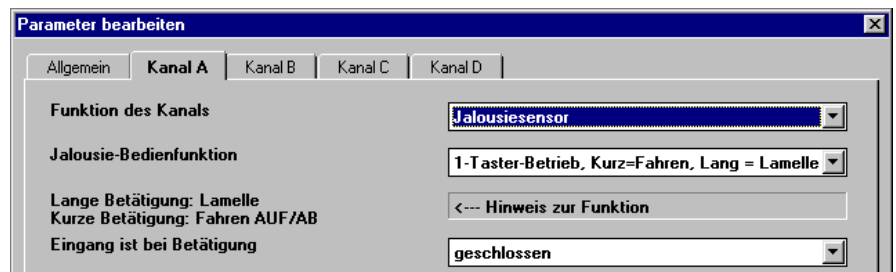 Parameter bearbeiten
Allgemein Kanal A Kanal B Kanal C Kanal D
Funktion des Kanals Jalousiesensor
Jalousie-Bedienfunktion 1-Taster-Betrieb, Kurz=Fahren, Lang = Lamelle
Lange Betätigung: Lamelle
Kurze Betätigung: Fahren AUF/AB
<--- Hinweis zur Funktion
Eingang ist bei Betätigung geschlossen